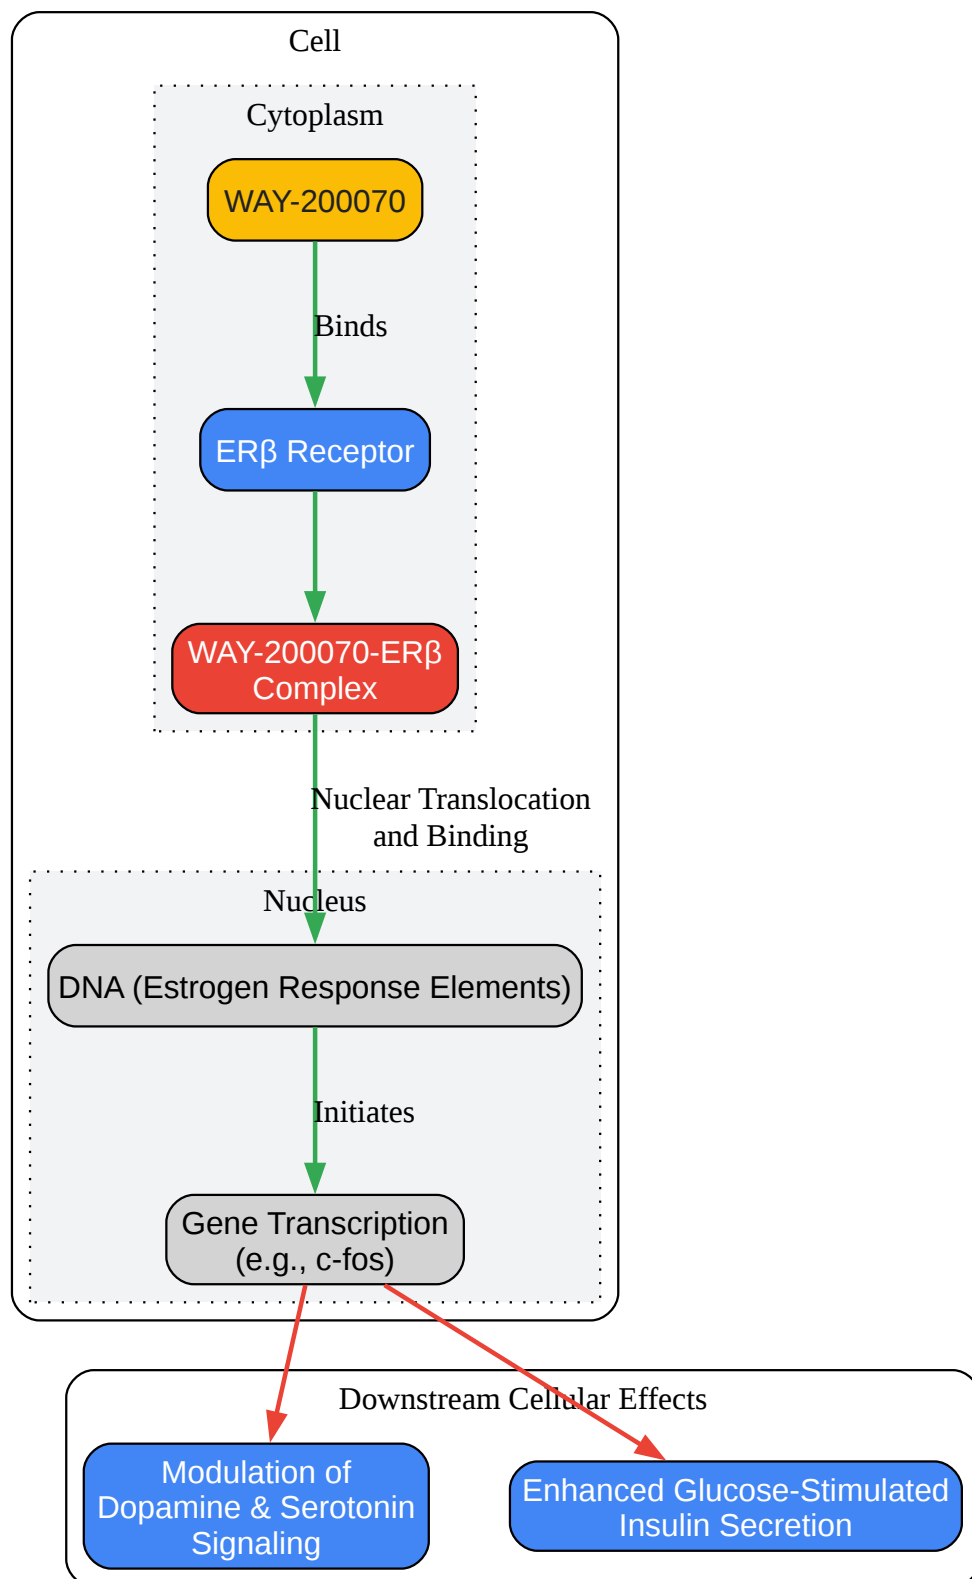 Cell
Cytoplasm
WAY-200070
Binds
ERβ Receptor
WAY-200070-ERβ
Complex
Nuclear Translocation
and Binding
Nucleus
DNA (Estrogen Response Elements)
Initiates
Gene Transcription
(e.g., c-fos)
Downstream Cellular Effects
Modulation of
Dopamine & Serotonin
Signaling
Enhanced Glucose-Stimulated
Insulin Secretion